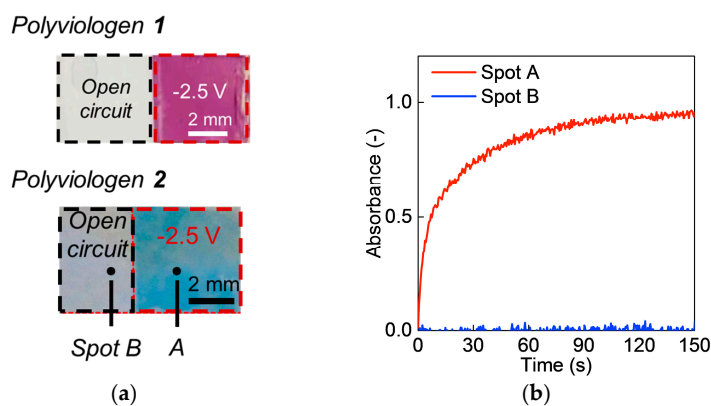 Polyviologen 1
Open
circuit
-2.5 V
2 mm
Polyviologen 2
Open
circuit
-2.5 V
2 mm
Spot B
A
(a)
Spot A
Spot B
Absorbance (-)
1.0
0.5
0.0
0
30
60
90
120
150
Time (s)
(b)